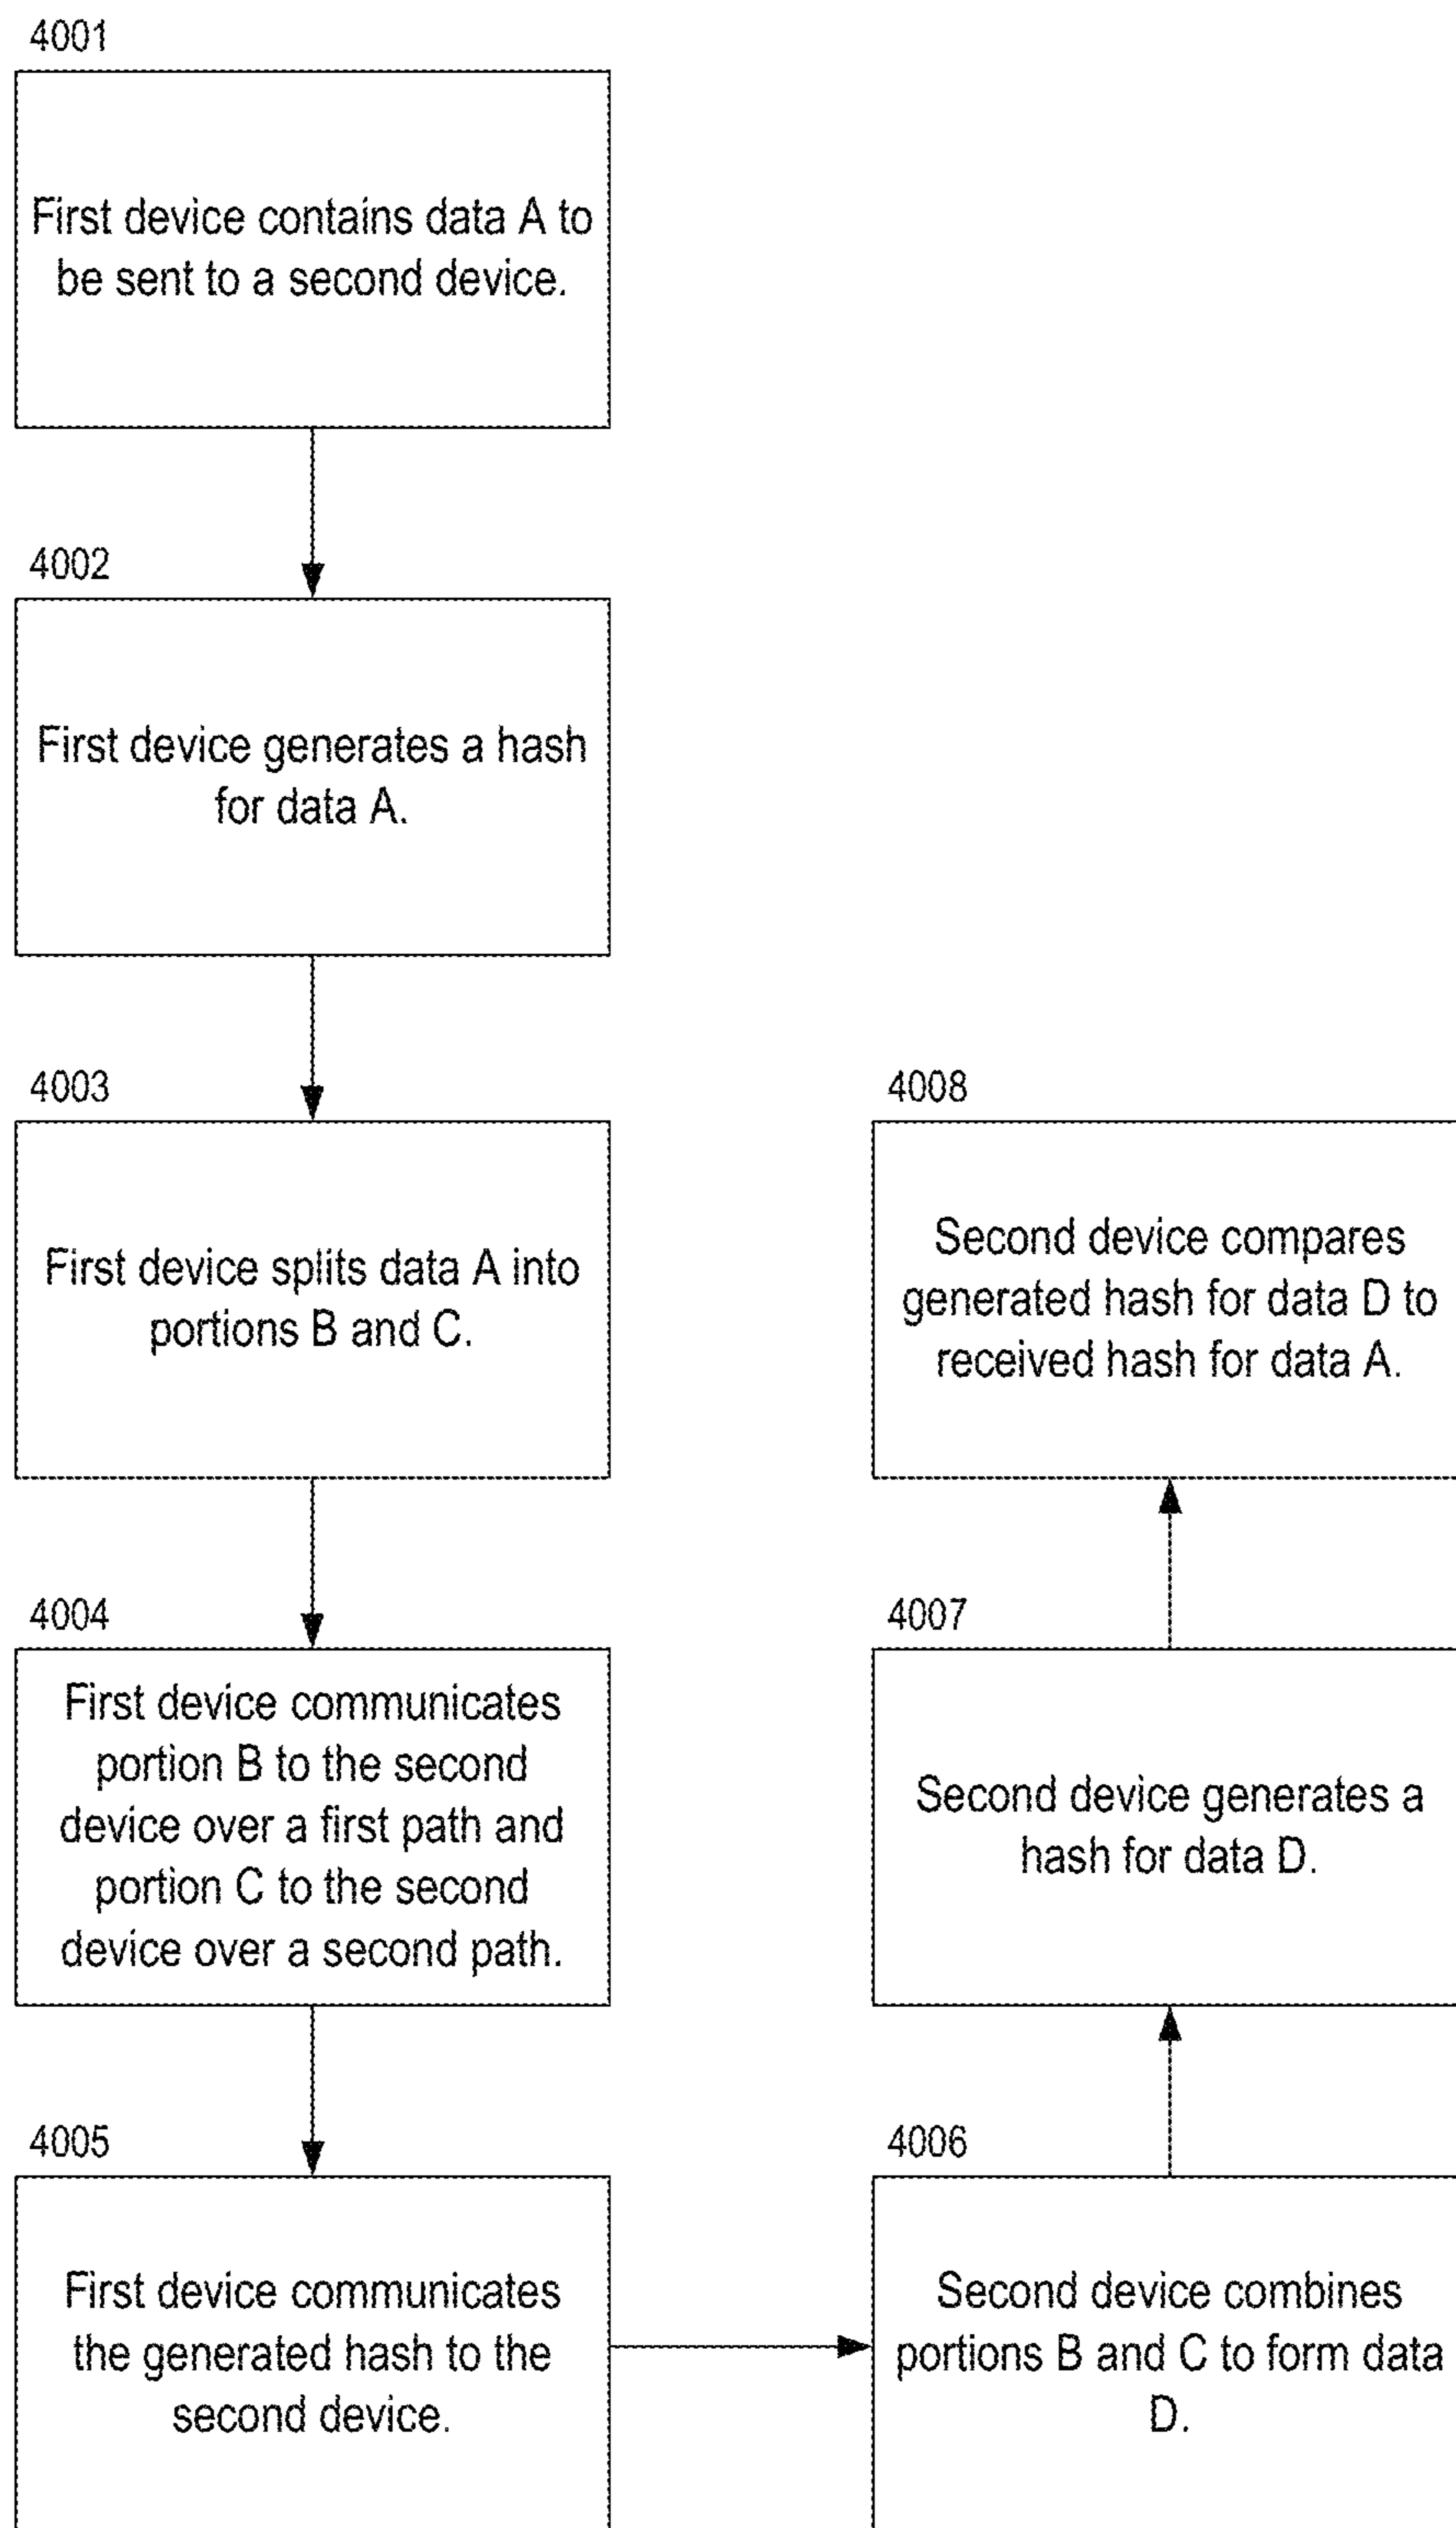 4001
First device contains data A to
be sent to a second device.
4002
First device generates a hash
for data A.
4003
First device splits data A into
portions B and C.
4004
First device communicates
portion B to the second
device over a first path and
portion C to the second
device over a second path.
4005
First device communicates
the generated hash to the
second device.
4006
Second device combines
portions B and C to form data
D.
4007
Second device generates a
hash for data D.
4008
Second device compares
generated hash for data D to
received hash for data A.